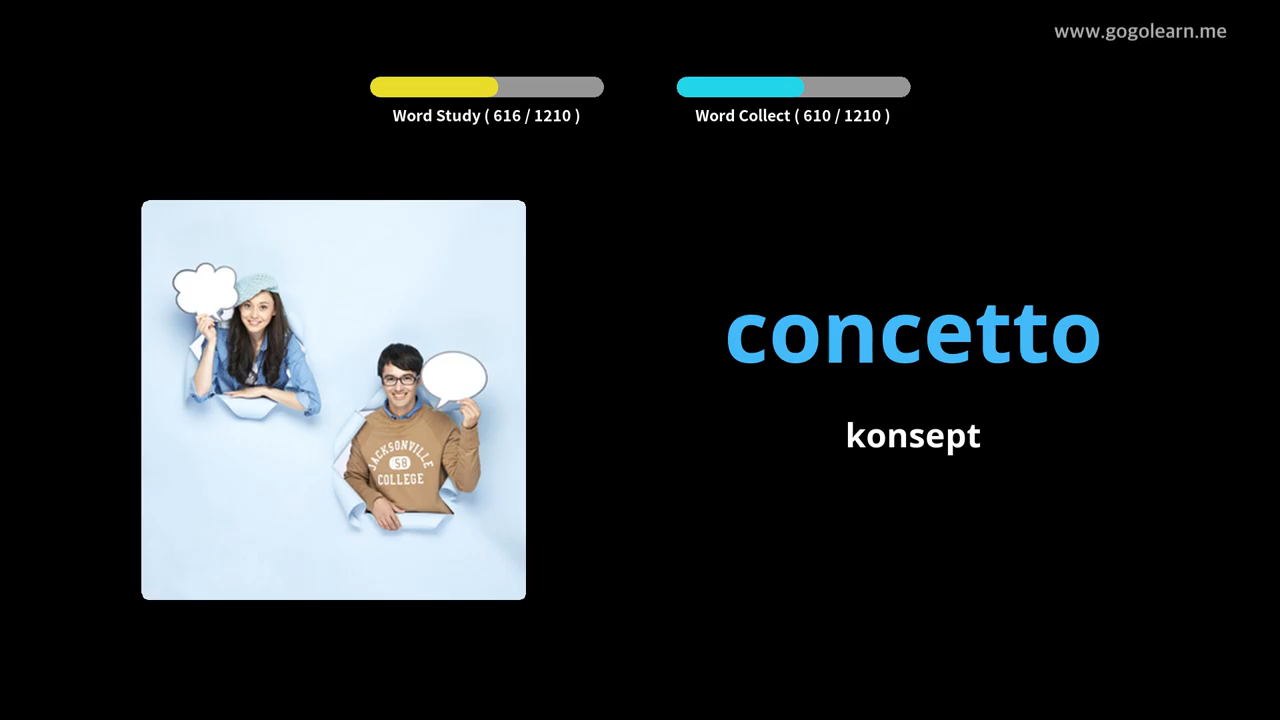 www.gogolearn.me
Word Study ( 616 / 1210 )
Word Collect ( 610 / 1210 )
JACKSONVILLE
58
COLLEGE
concetto
konsept